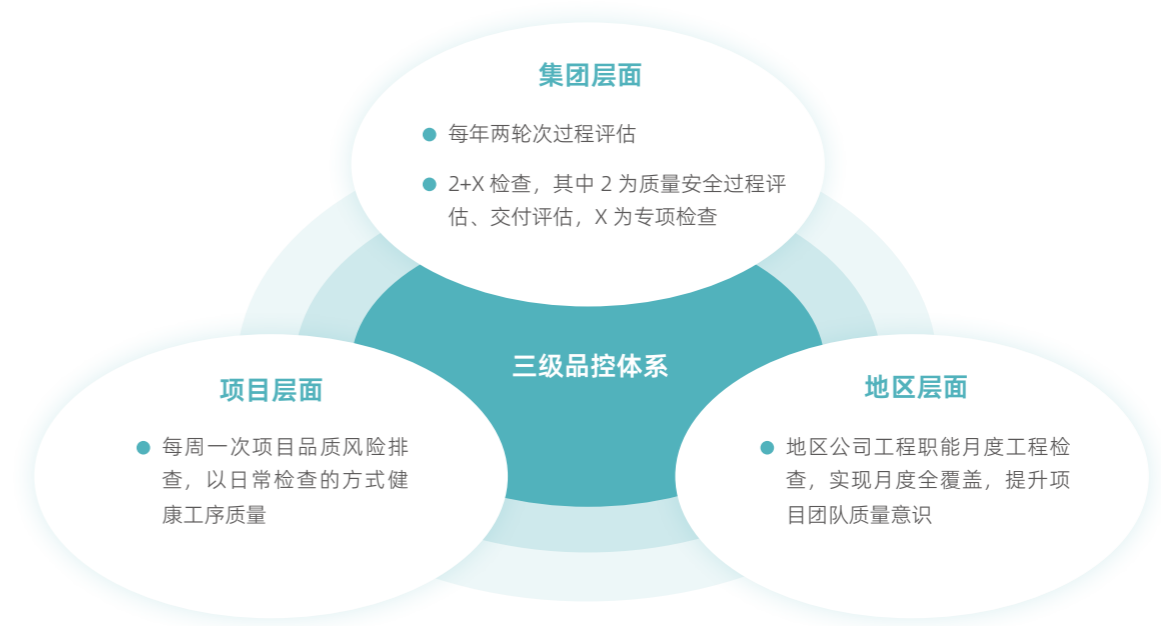 集团层面
● 每年两轮次过程评估
● 2+X 检查，其中 2 为质量安全过程评
估、交付评估，X 为专项检查
三级品控体系
项目层面
● 每周一次项目品质风险排
查，以日常检查的方式健
康工序质量
地区层面
● 地区公司工程职能月度工程检
查，实现月度全覆盖，提升项
目团队质量意识